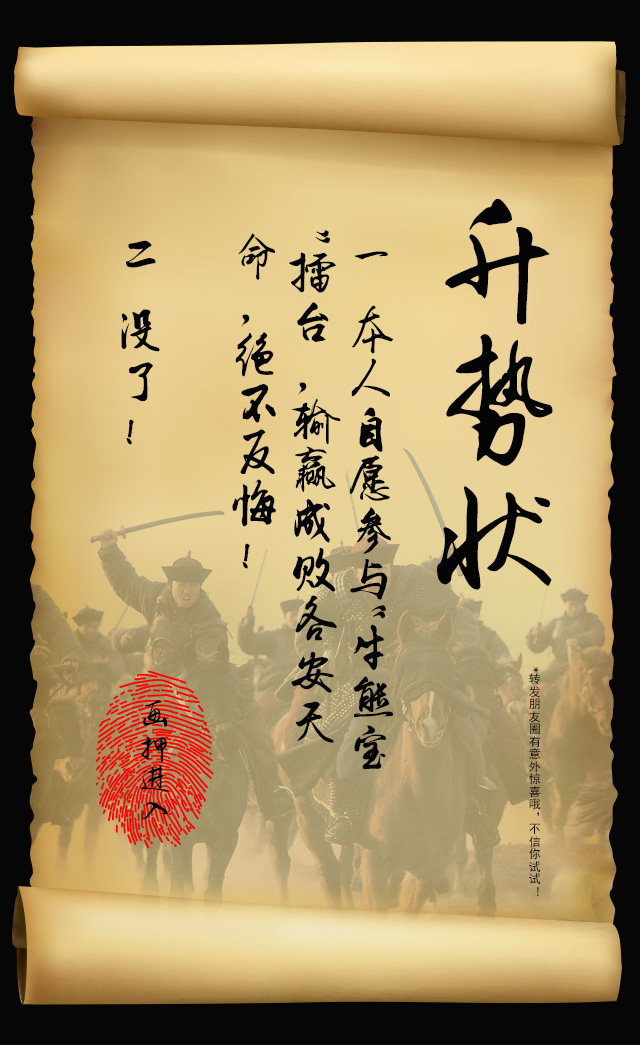 升势状
一 本人自愿参与“牛熊宝
”擂台,输赢成败各安天
命,绝不反悔!
二 没了!
画押进入
*转发朋友圈有意外惊喜哦,不信你试试!